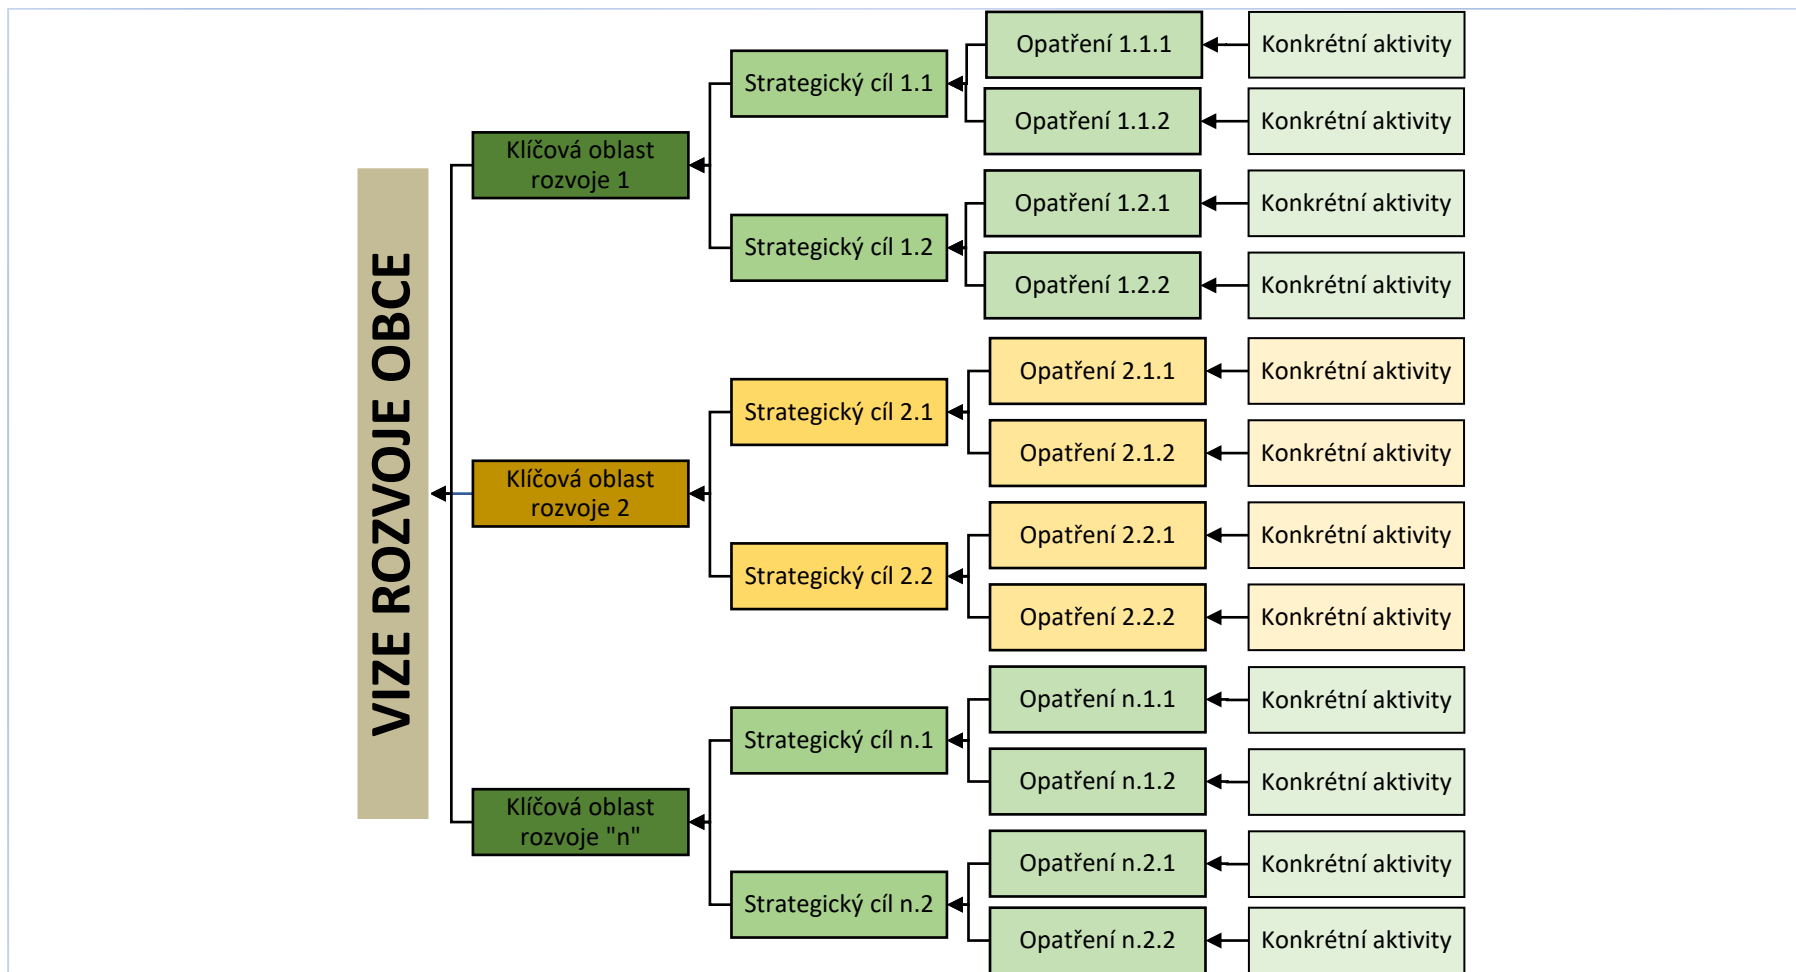 VIZE ROZVOJE OBCE
Klíčová oblast
rozvoje 1
Strategický cíl 1.1
Opatření 1.1.1
Konkrétní aktivity
Opatření 1.1.2
Konkrétní aktivity
Strategický cíl 1.2
Opatření 1.2.1
Konkrétní aktivity
Opatření 1.2.2
Konkrétní aktivity
Klíčová oblast
rozvoje 2
Strategický cíl 2.1
Opatření 2.1.1
Konkrétní aktivity
Opatření 2.1.2
Konkrétní aktivity
Strategický cíl 2.2
Opatření 2.2.1
Konkrétní aktivity
Opatření 2.2.2
Konkrétní aktivity
Klíčová oblast
rozvoje "n"
Strategický cíl n.1
Opatření n.1.1
Konkrétní aktivity
Opatření n.1.2
Konkrétní aktivity
Strategický cíl n.2
Opatření n.2.1
Konkrétní aktivity
Opatření n.2.2
Konkrétní aktivity